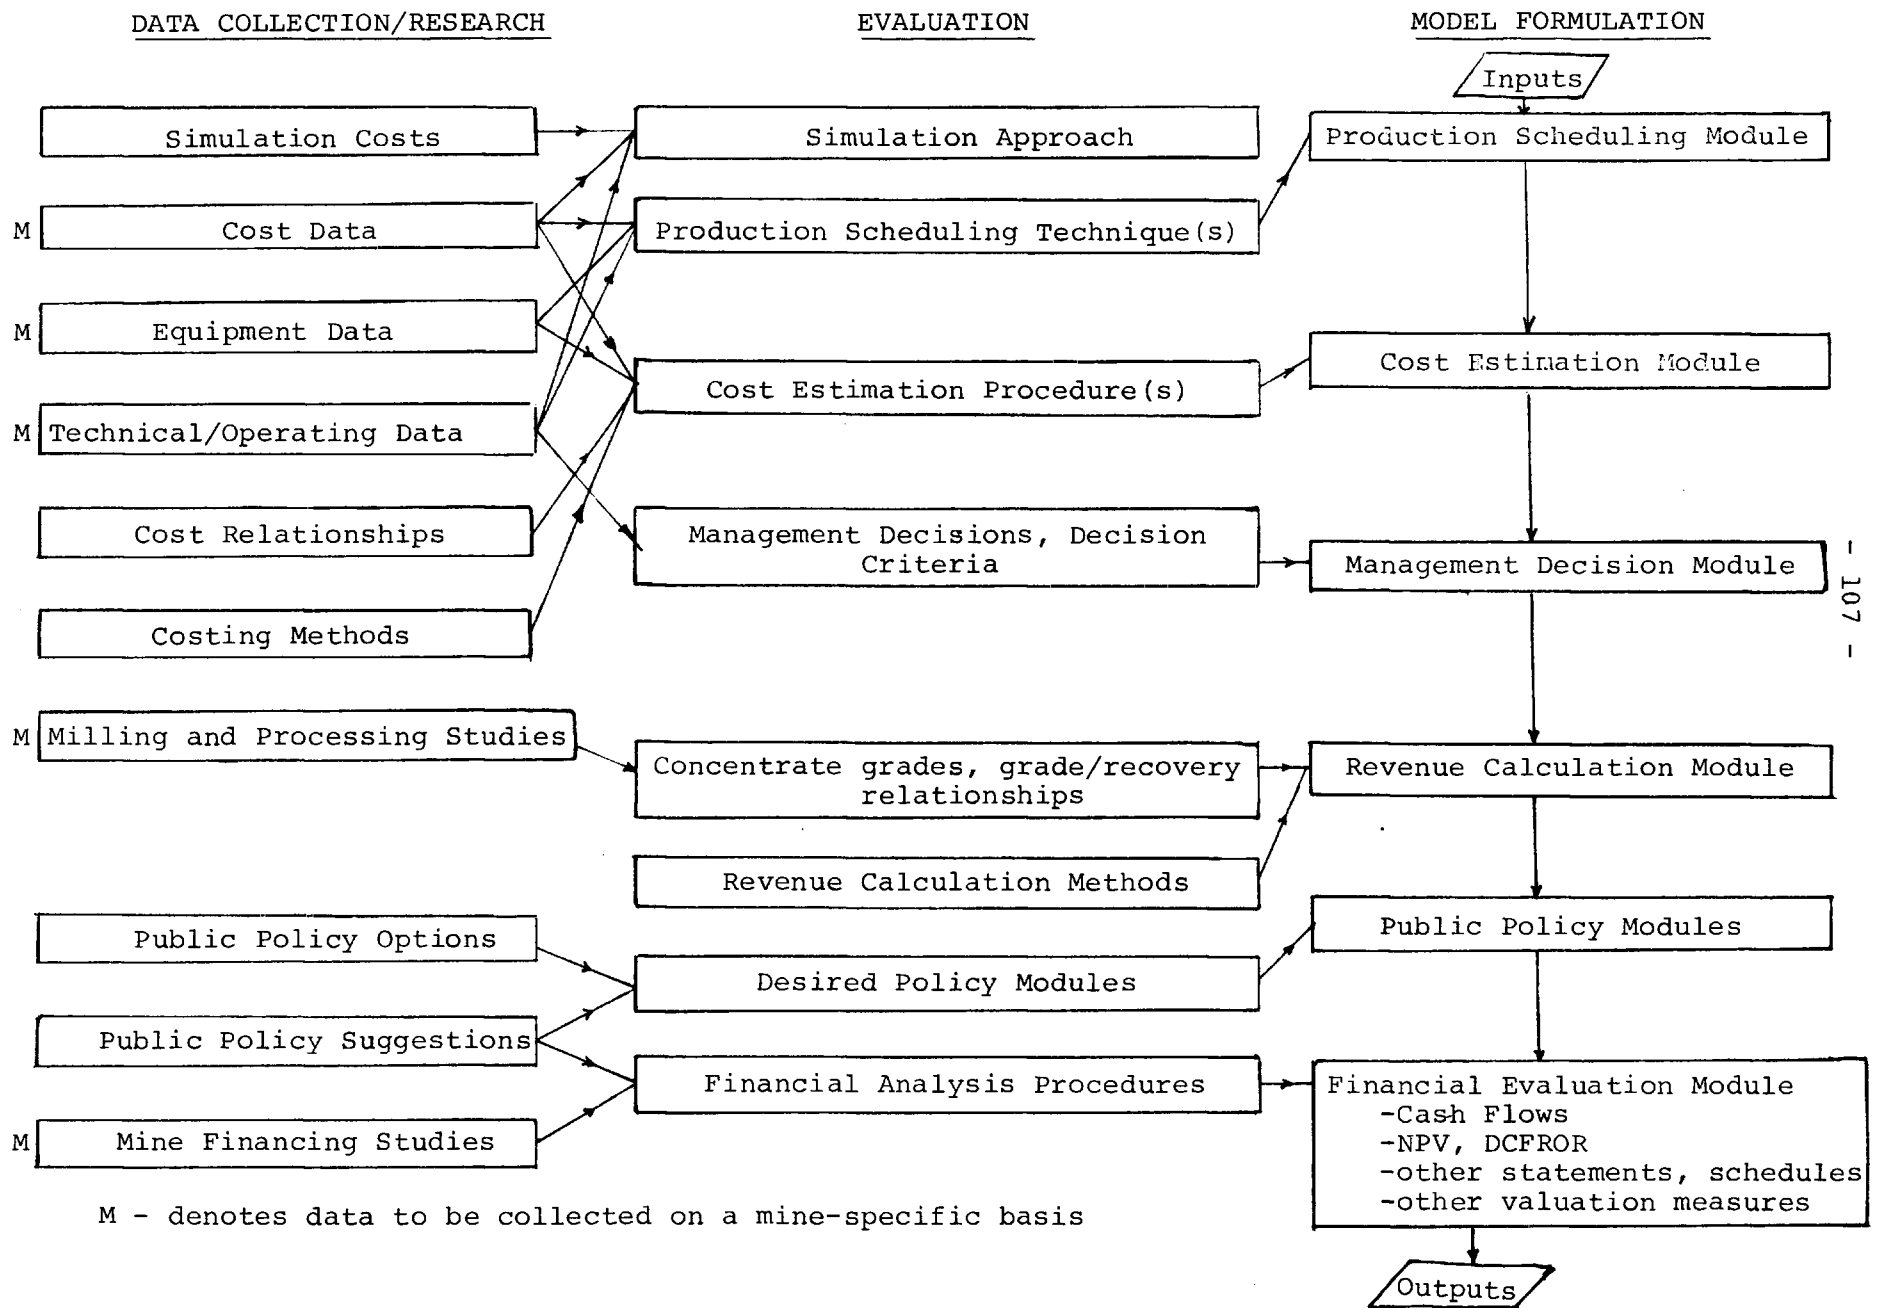 DATA COLLECTION/RESEARCH
EVALUATION
MODEL FORMULATION
Inputs
Simulation Costs
Simulation Approach
Production Scheduling Module
M
Cost Data
Production Scheduling Technique(s)
M
Equipment Data
Cost Estimation Procedure(s)
Cost Estimation Module
M
Technical/Operating Data
Cost Relationships
Management Decisions, Decision
Criteria
Management Decision Module
Costing Methods
M
Milling and Processing Studies
Concentrate grades, grade/recovery
relationships
Revenue Calculation Module
Revenue Calculation Methods
Public Policy Options
Desired Policy Modules
Public Policy Modules
Public Policy Suggestions
Financial Analysis Procedures
Financial Evaluation Module
-Cash Flows
-NPV, DCFROR
-other statements, schedules
-other valuation measures
M
Mine Financing Studies
M - denotes data to be collected on a mine-specific basis
Outputs
- 107 -